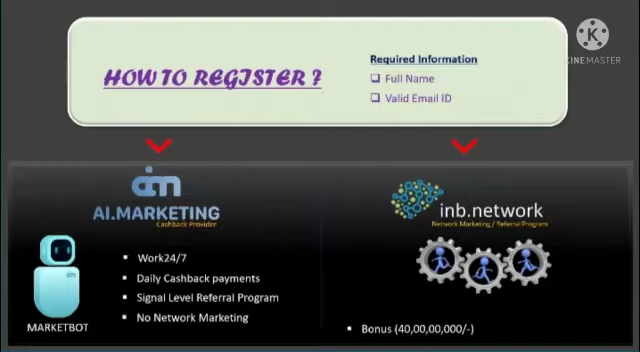 HOW TO REGISTER ?
Required Information
Full Name
Valid Email ID
K
KINEMASTER
aim
AI.MARKETING
Cashback Provider
inb.network
Network Marketing / Referral Program
Work24/7
Daily Cashback payments
Signal Level Referral Program
No Network Marketing
MARKETBOT
Bonus (40,00,00,000/-)